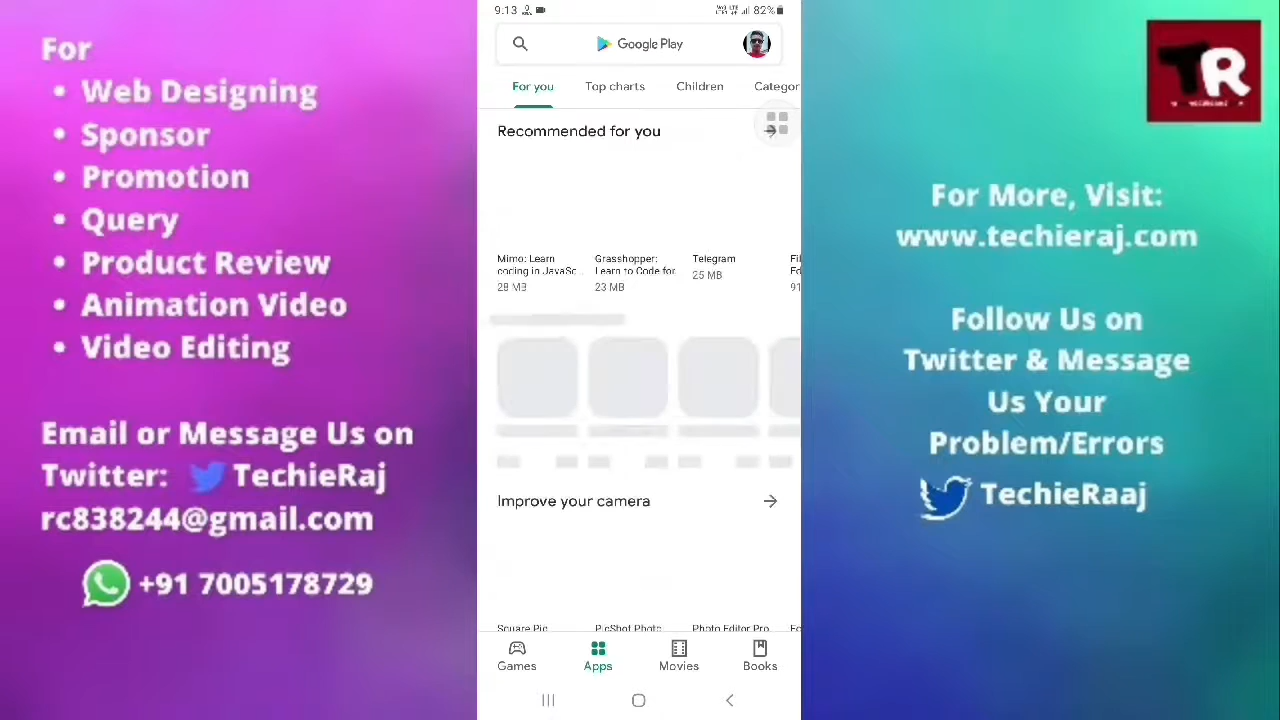 For
• Web Designing
• Sponsor
• Promotion
• Query
• Product Review
• Animation Video
• Video Editing
Email or Message Us on
Twitter: TechieRaj
rc838244@gmail.com
+91 7005178729
9:13
82%
Google Play
For you
Top charts
Children
Categor
Recommended for you
Mimo: Learn
coding in JavaSc...
28 MB
Grasshopper:
Learn to Code for
23 MB
Telegram
25 MB
Fil
Ed
91
Improve your camera
Square Pic
PicShot Photo
Photo Editor Pro
Games
Apps
Movies
Books
TR
For More, Visit:
www.techieraj.com
Follow Us on
Twitter & Message
Us Your
Problem/Errors
TechieRaaj